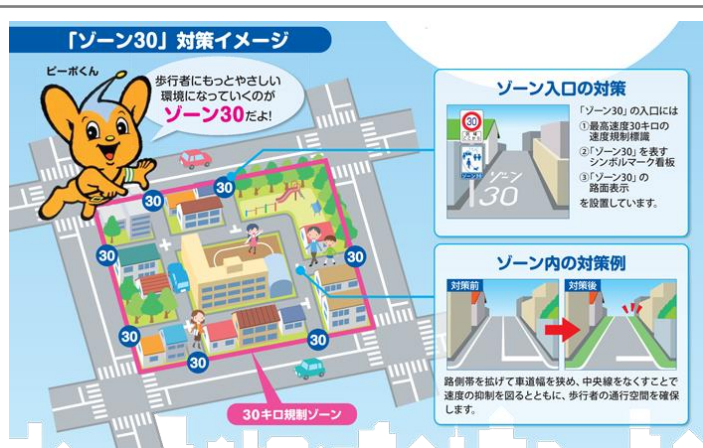 「ゾーン30」対策イメージ
ピーポくん
歩行者にもっとやさしい
環境になっていくのが
ゾーン30だよ!
30
30
30
30
30
30
30
30キロ規制ゾーン
ゾーン入口の対策
30
ゾーン30
ゾーン
30
「ゾーン30」の入口には
①最高速度30キロの
速度規制標識
②「ゾーン30」を表す
シンボルマーク看板
③「ゾーン30」の
路面表示
を設置しています。
ゾーン内の対策例
対策前
対策後
路側帯を拡げて車道幅を狭め、中央線をなくすことで
速度の抑制を図るとともに、歩行者の通行空間を確保
します。